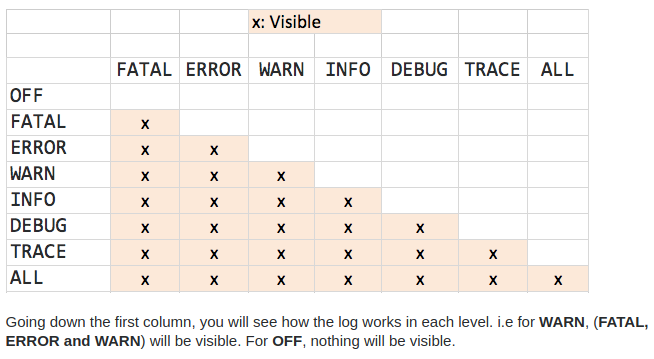 x: Visible
FATAL ERROR WARN INFO DEBUG TRACE ALL
OFF
FATAL x
ERROR x x
WARN x x x
INFO x x x x
DEBUG x x x x x
TRACE x x x x x x
ALL x x x x x x x
Going down the first column, you will see how the log works in each level. i.e for WARN, (FATAL,
ERROR and WARN) will be visible. For OFF, nothing will be visible.